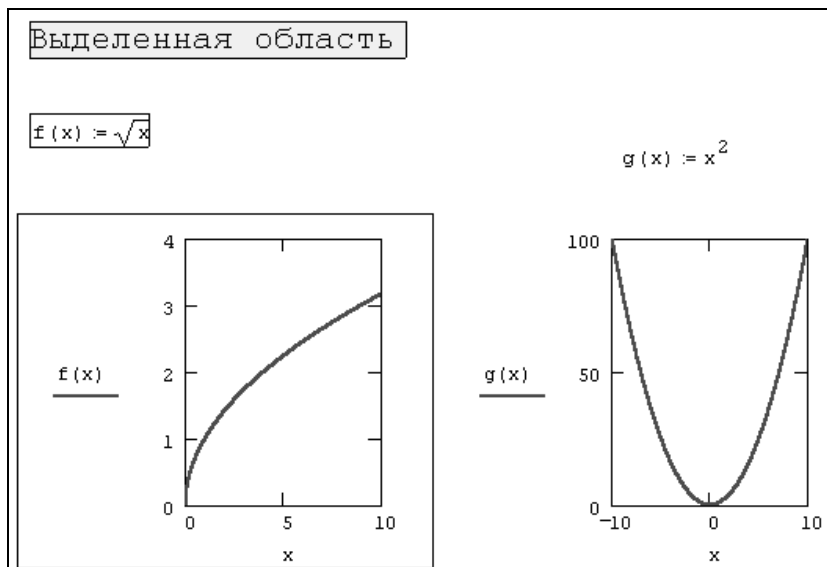 Выделенная область
f(x) := √x
g(x) := x²
4
3
2
1
0
f(x)
0 5 10
x
100
50
0
g(x)
-10 0 10
x